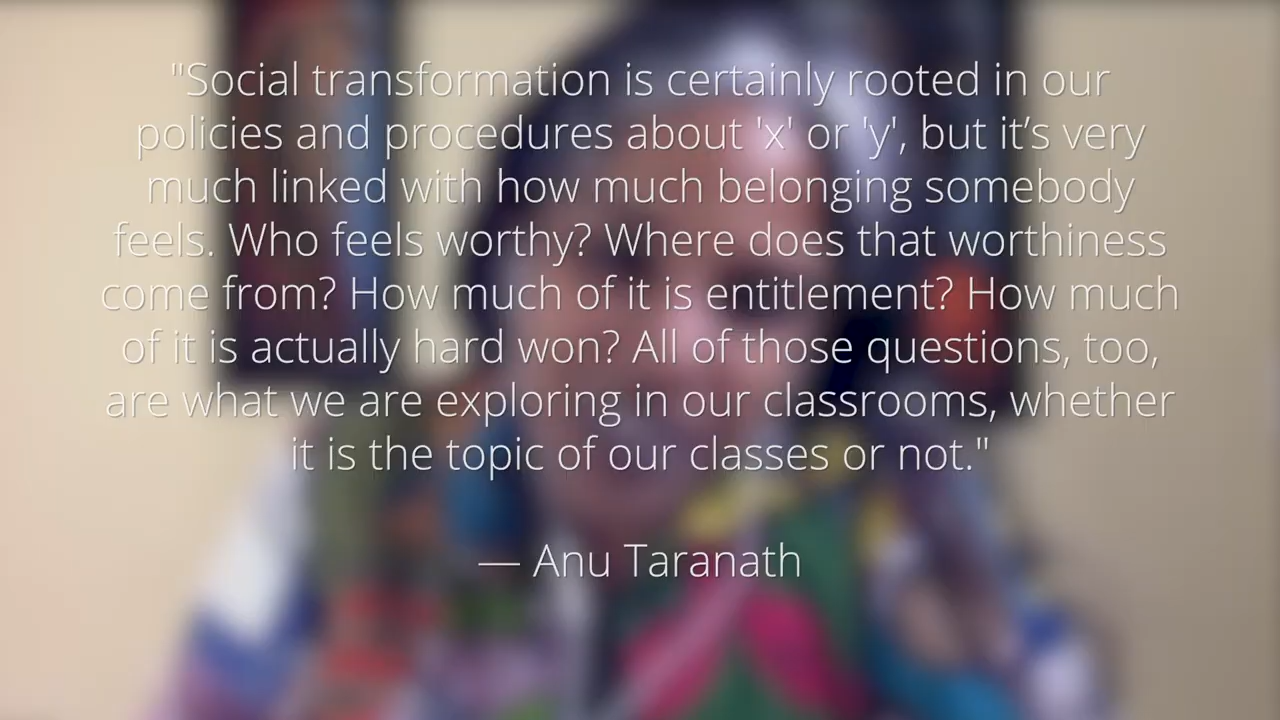 "Social transformation is certainly rooted in our
policies and procedures about 'x' or 'y', but it’s very
much linked with how much belonging somebody
feels. Who feels worthy? Where does that worthiness
come from? How much of it is entitlement? How much
of it is actually hard won? All of those questions, too,
are what we are exploring in our classrooms, whether
it is the topic of our classes or not."
— Anu Taranath